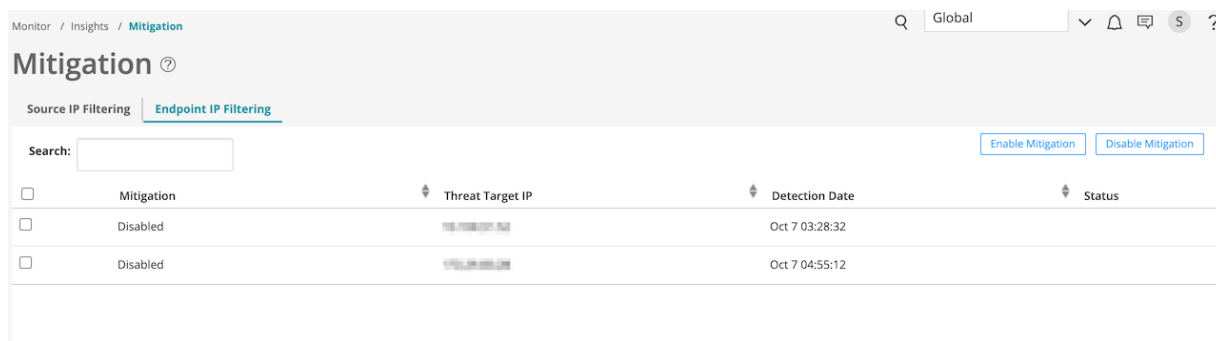 Monitor / Insights / Mitigation
Global
S
?
Mitigation ?
Source IP Filtering Endpoint IP Filtering
Search:
Enable Mitigation Disable Mitigation
Mitigation Threat Target IP Detection Date Status
Disabled Oct 7 03:28:32
Disabled Oct 7 04:55:12